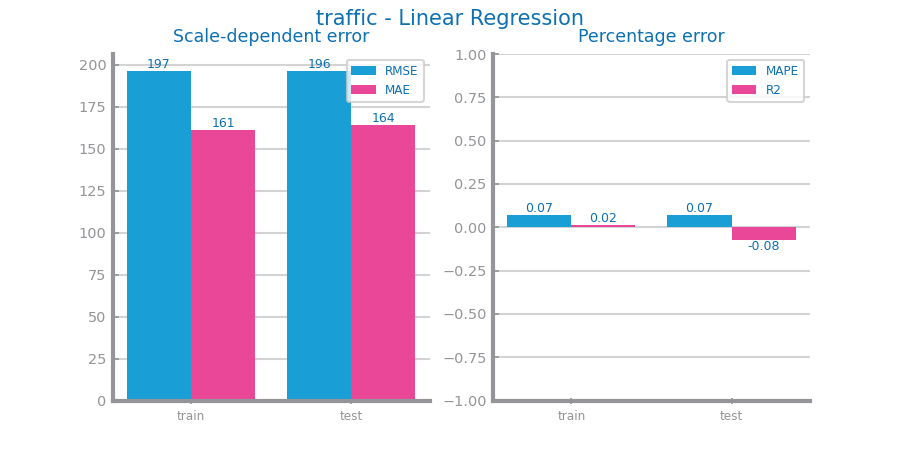 traffic - Linear Regression
Scale-dependent error
200
175
150
125
100
75
50
25
0
197
161
196
164
RMSE
MAE
train
test
Percentage error
1.00
0.75
0.50
0.25
0.00
−0.25
−0.50
−0.75
−1.00
0.07
0.02
0.07
-0.08
MAPE
R2
train
test